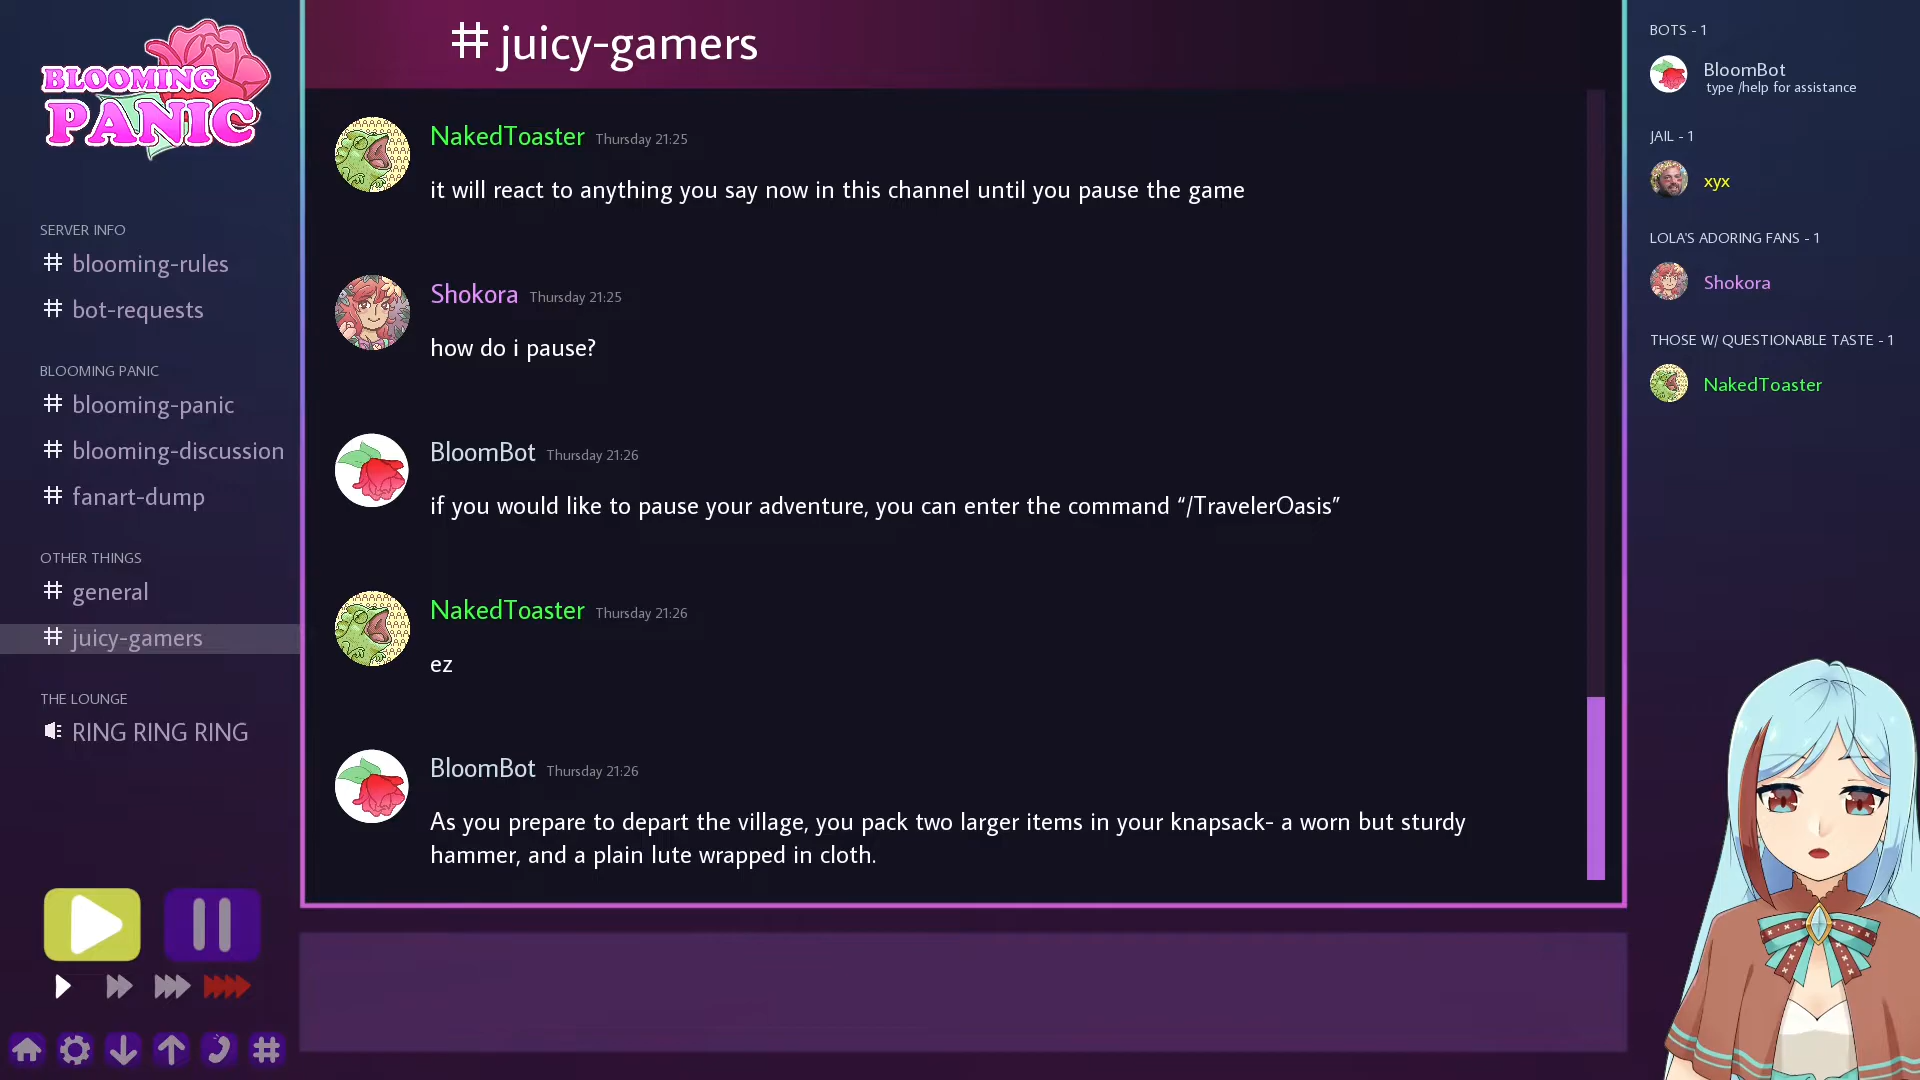 BLOOMING
PANIC
SERVER INFO
# blooming-rules
# bot-requests
BLOOMING PANIC
# blooming-panic
# blooming-discussion
# fanart-dump
OTHER THINGS
# general
# juicy-gamers
THE LOUNGE
RING RING RING
# juicy-gamers
NakedToaster Thursday 21:25
it will react to anything you say now in this channel until you pause the game
Shokora Thursday 21:25
how do i pause?
BloomBot Thursday 21:26
if you would like to pause your adventure, you can enter the command “/TravelerOasis”
NakedToaster Thursday 21:26
ez
BloomBot Thursday 21:26
As you prepare to depart the village, you pack two larger items in your knapsack- a worn but sturdy
hammer, and a plain lute wrapped in cloth.
BOTS - 1
BloomBot
type /help for assistance
JAIL - 1
xyx
LOLA'S ADORING FANS - 1
Shokora
THOSE W/ QUESTIONABLE TASTE - 1
NakedToaster